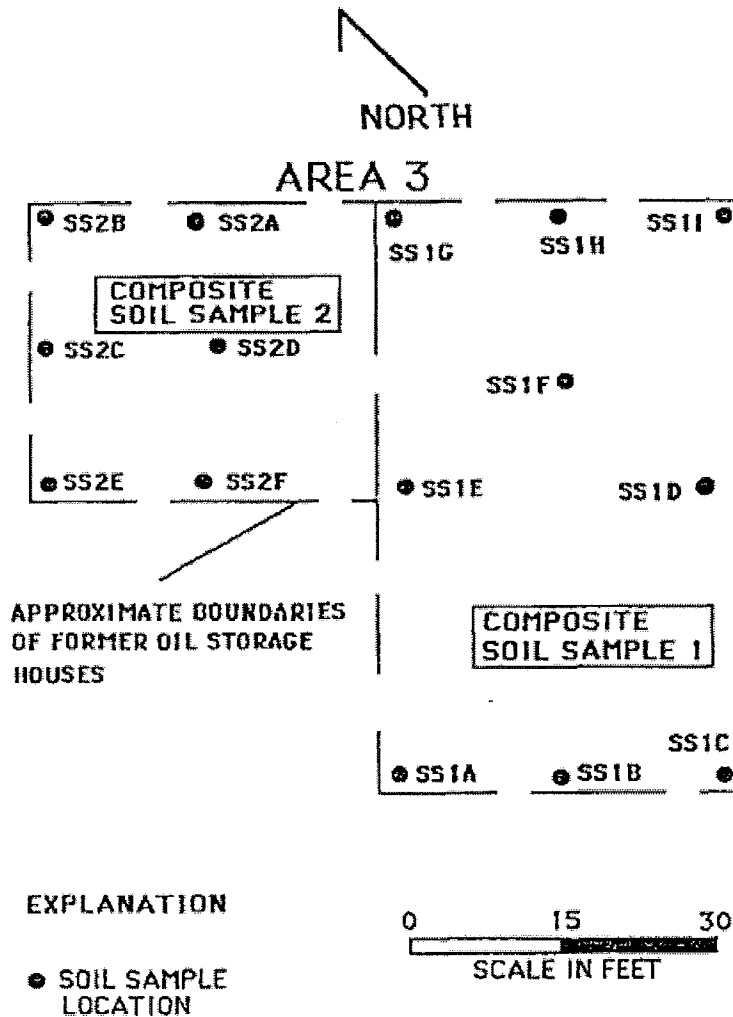 NORTH
AREA 3
SS2B
SS2A
SS1G
SS1H
SS1I
COMPOSITE
SOIL SAMPLE 2
SS2C
SS2D
SS1F
SS2E
SS2F
SS1E
SS1D
APPROXIMATE BOUNDARIES
OF FORMER OIL STORAGE
HOUSES
COMPOSITE
SOIL SAMPLE 1
SS1C
SS1A
SS1B
EXPLANATION
SOIL SAMPLE
LOCATION
0 15 30
SCALE IN FEET